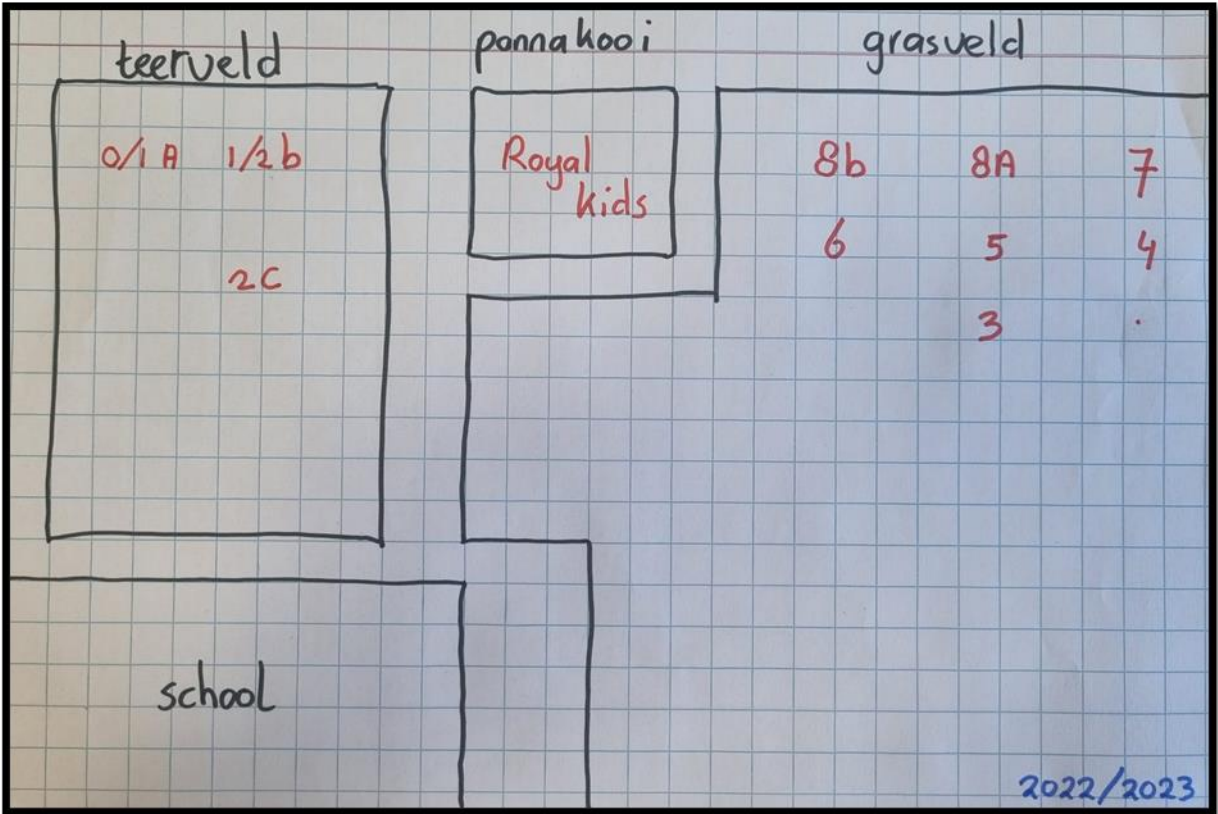 teerveld
pannakooi
grasveld
0/1 A 1/2 b
2C
Royal
kids
8b 8A 7
6 5 4
3
school
2022/2023